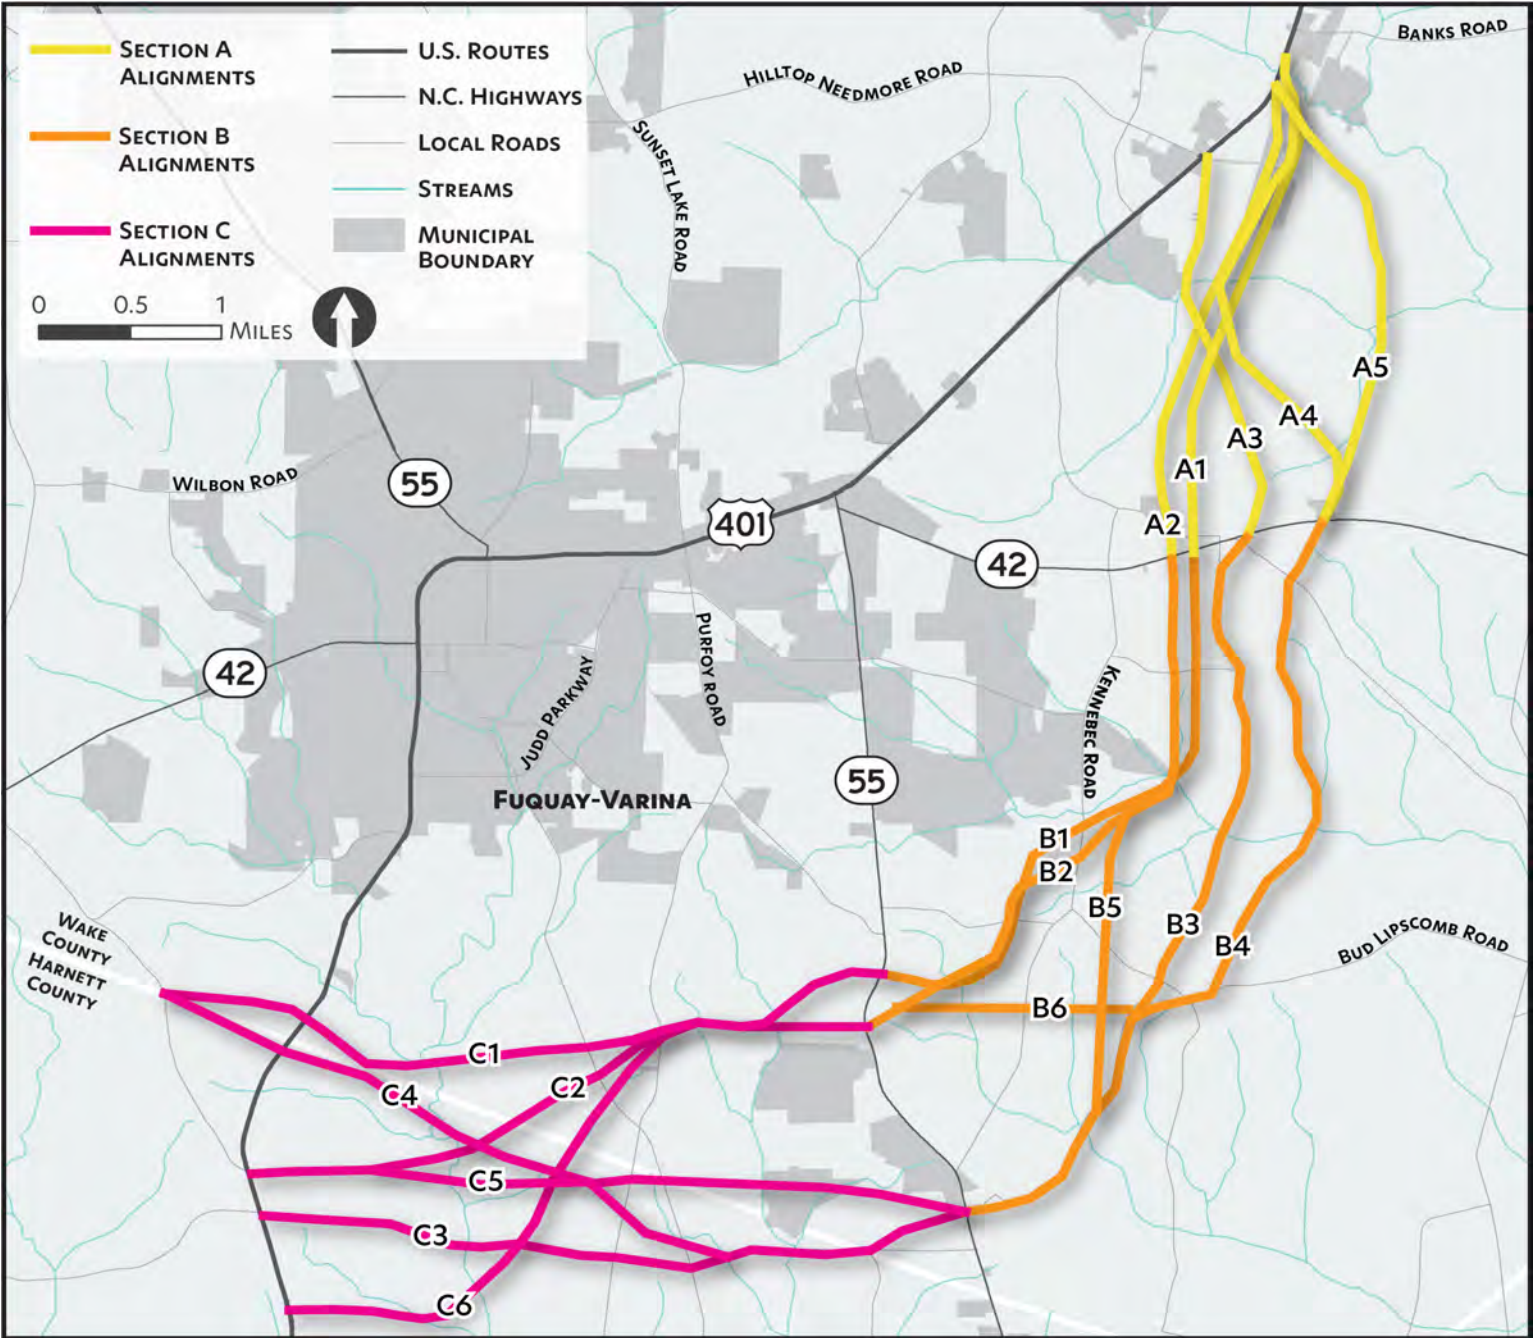 SECTION A
ALIGNMENTS
SECTION B
ALIGNMENTS
SECTION C
ALIGNMENTS
U.S. ROUTES
N.C. HIGHWAYS
LOCAL ROADS
STREAMS
MUNICIPAL
BOUNDARY
0 0.5 1
MILES
BANKS ROAD
HILLTOP NEEDMORE ROAD
SUNSET LAKE ROAD
A5
A4
A3
A1
A2
WILBON ROAD
55
401
42
42
PURFOY ROAD
JUDD PARKWAY
KENNEBEC ROAD
55
FUQUAY-VARINA
B1
B2
B5
B3
B4
BUD LIPSCOMB ROAD
WAKE
COUNTY
HARNETT
COUNTY
B6
C1
C2
C4
C5
C3
C6